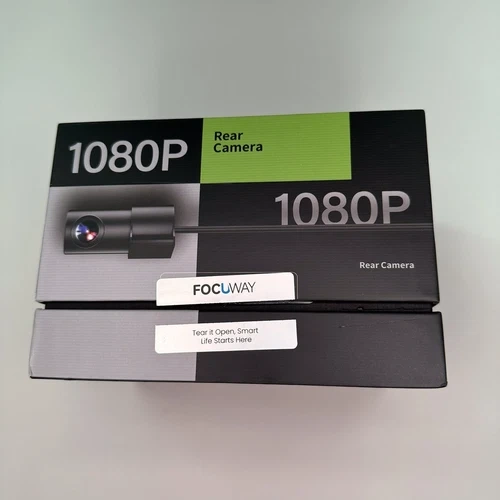 1080P
Rear
Camera
1080P
Rear Camera
FOCUWAY
Tear it Open, Smart
Life Starts Here